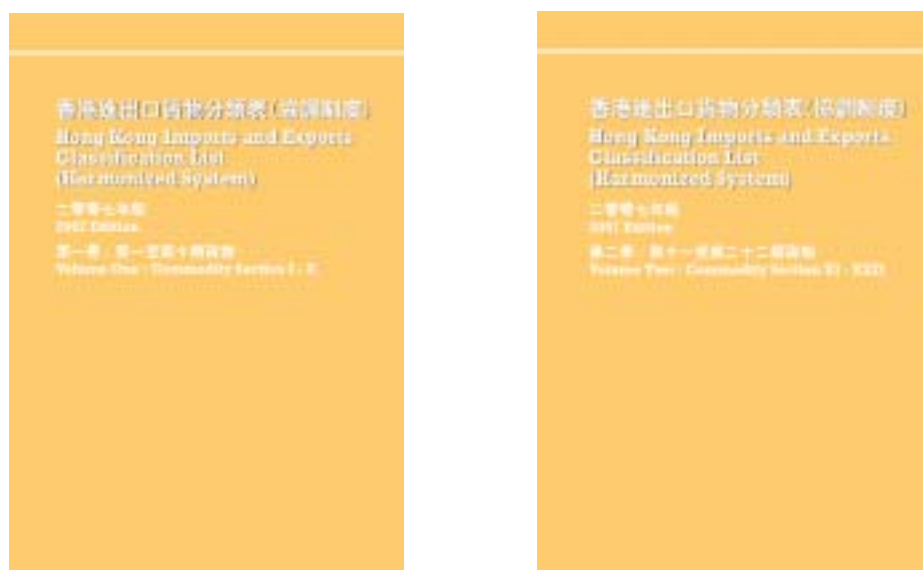 香港進出口貨物分類表(協調制度)
Hong Kong Imports and Exports
Classification List
(Harmonized System)
二零零七年版
2007 Edition
第一冊：第一至第十類貨物
Volume One : Commodity Section I - X
香港進出口貨物分類表(協調制度)
Hong Kong Imports and Exports
Classification List
(Harmonized System)
二零零七年版
2007 Edition
第二冊：第十一至第二十二類貨物
Volume Two : Commodity Section XI - XXII